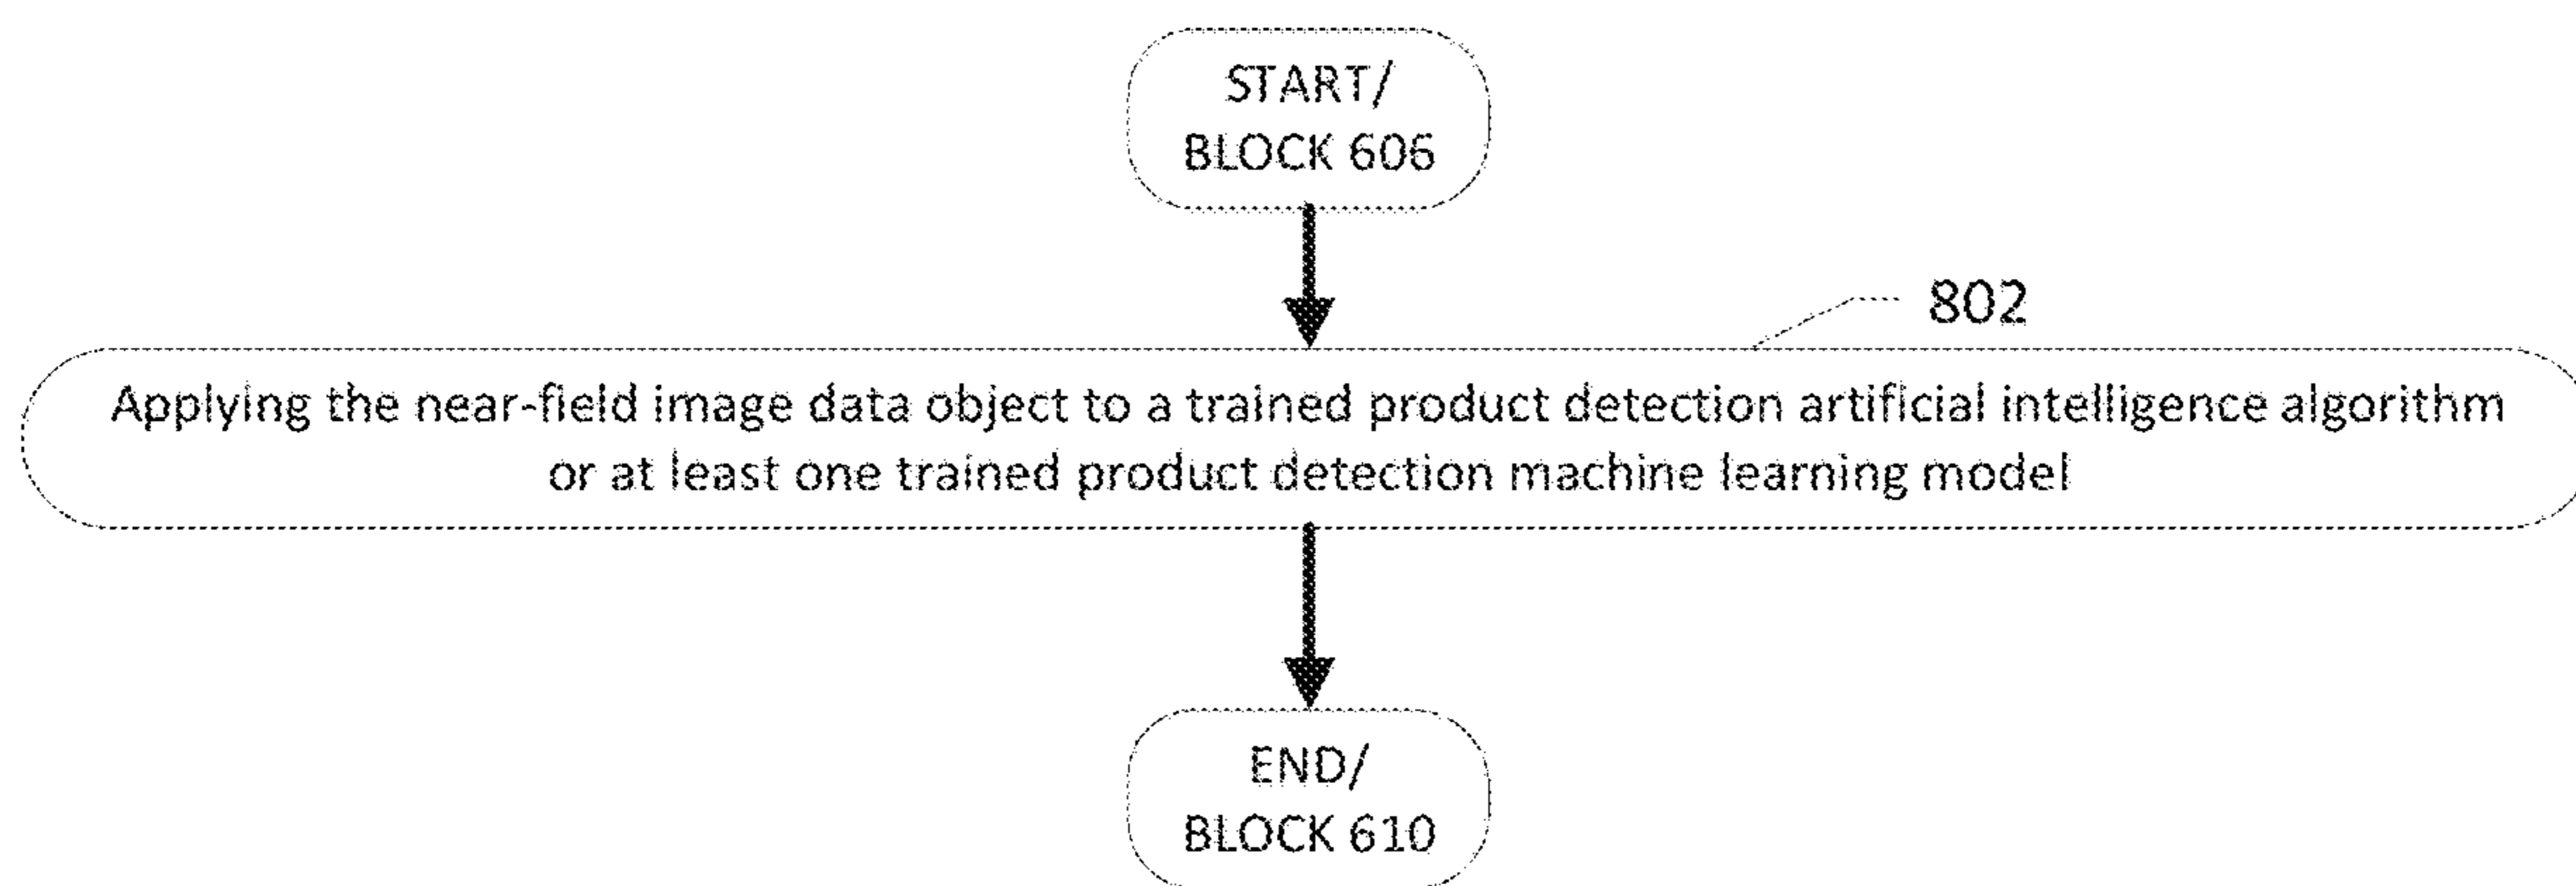 START/
BLOCK 606
802
Applying the near-field image data object to a trained product detection artificial intelligence algorithm
or at least one trained product detection machine learning model
END/
BLOCK 610